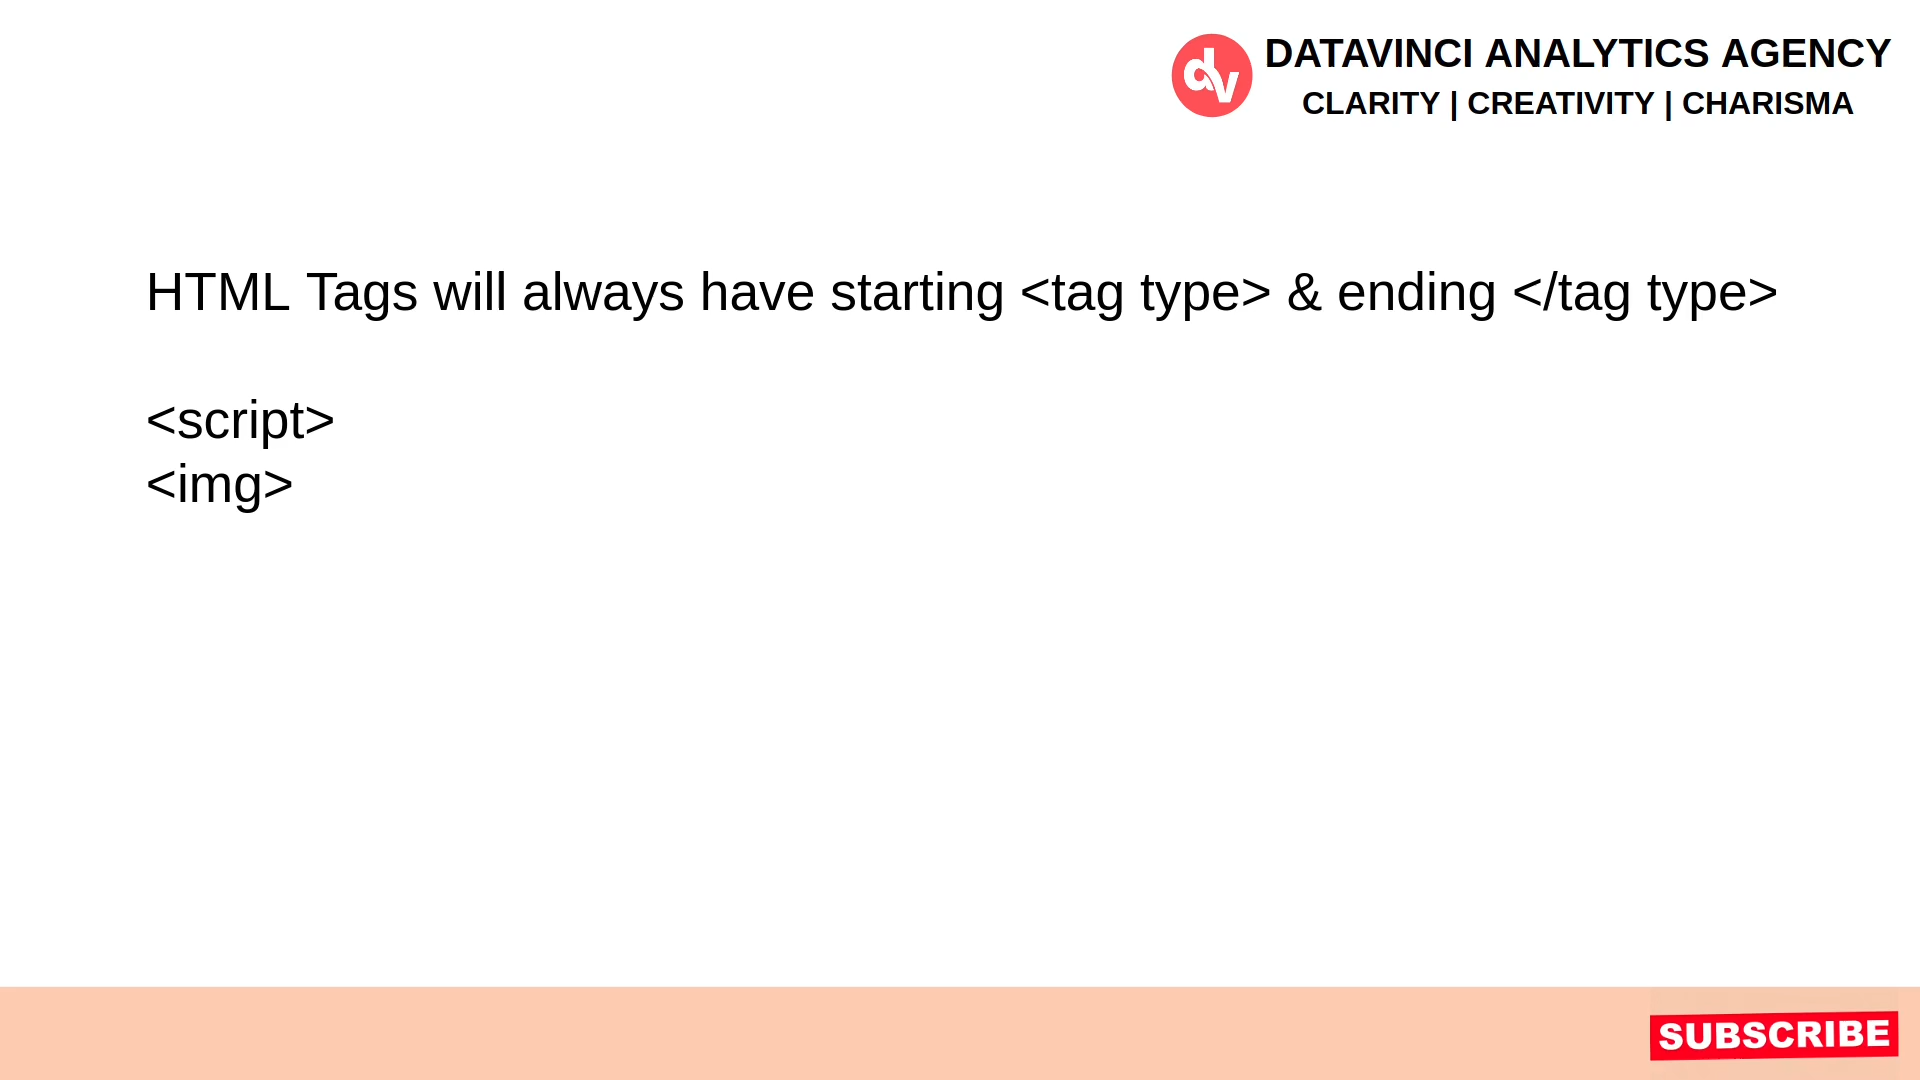 DATAVINCI ANALYTICS AGENCY
CLARITY | CREATIVITY | CHARISMA
HTML Tags will always have starting <tag type> & ending </tag type>
<script>
<img>
SUBSCRIBE